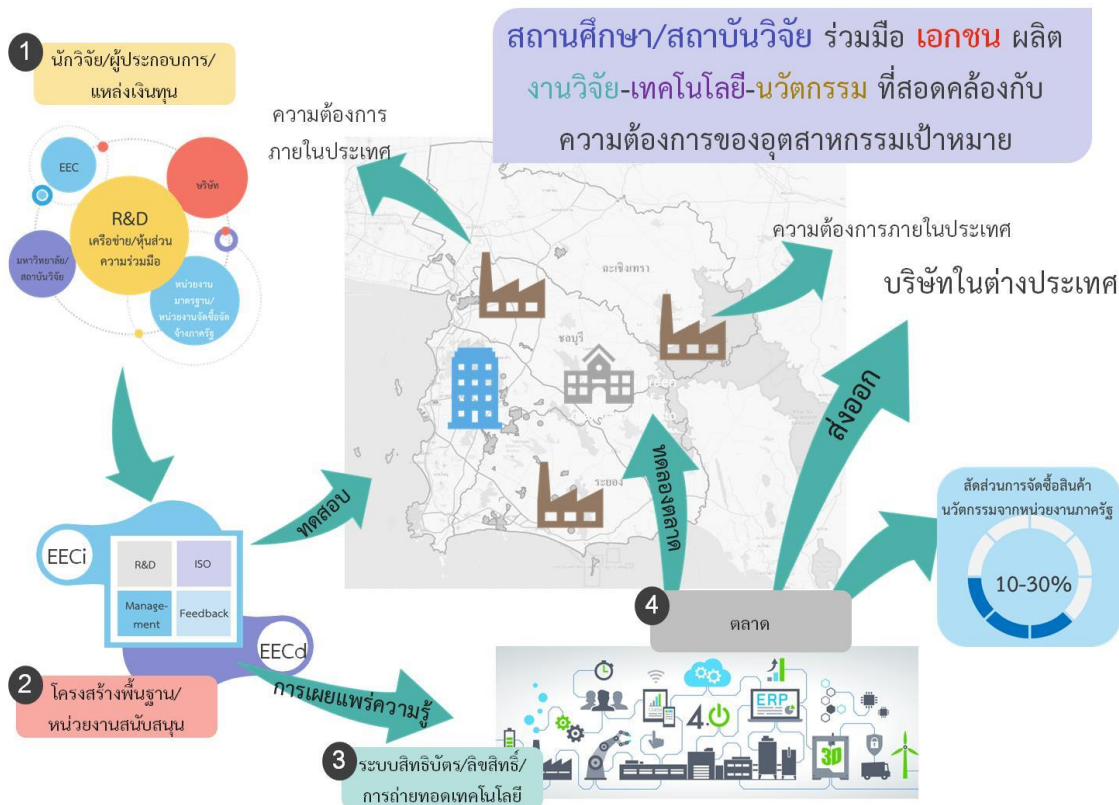 สถานศึกษา/สถาบันวิจัย ร่วมมือ เอกชน ผลิต
งานวิจัย-เทคโนโลยี-นวัตกรรม ที่สอดคล้องกับ
ความต้องการของอุตสาหกรรมเป้าหมาย
1
นักวิจัย/ผู้ประกอบการ/
แหล่งเงินทุน
EEC
บริษัท
R&D
เครือข่าย/หุ้นส่วน
ความร่วมมือ
มหาวิทยาลัย/
สถาบันวิจัย
หน่วยงาน
มาตรฐาน/
หน่วยงานจัดซื้อจัด
จ้างภาครัฐ
ความต้องการ
ภายในประเทศ
ความต้องการภายในประเทศ
บริษัทในต่างประเทศ
ฉะเชิงเทรา
ชลบุรี
ระยอง
ส่งออก
ทดลองตลาด
ทดสอบ
สัดส่วนการจัดซื้อสินค้า
นวัตกรรมจากหน่วยงานภาครัฐ
10-30%
EECi
R&D
ISO
Manage-
ment
Feedback
EECd
2
โครงสร้างพื้นฐาน/
หน่วยงานสนับสนุน
การเผยแพร่ความรู้
4
ตลาด
4.0
ERP
3D
3
ระบบสิทธิบัตร/ลิขสิทธิ์/
การถ่ายทอดเทคโนโลยี